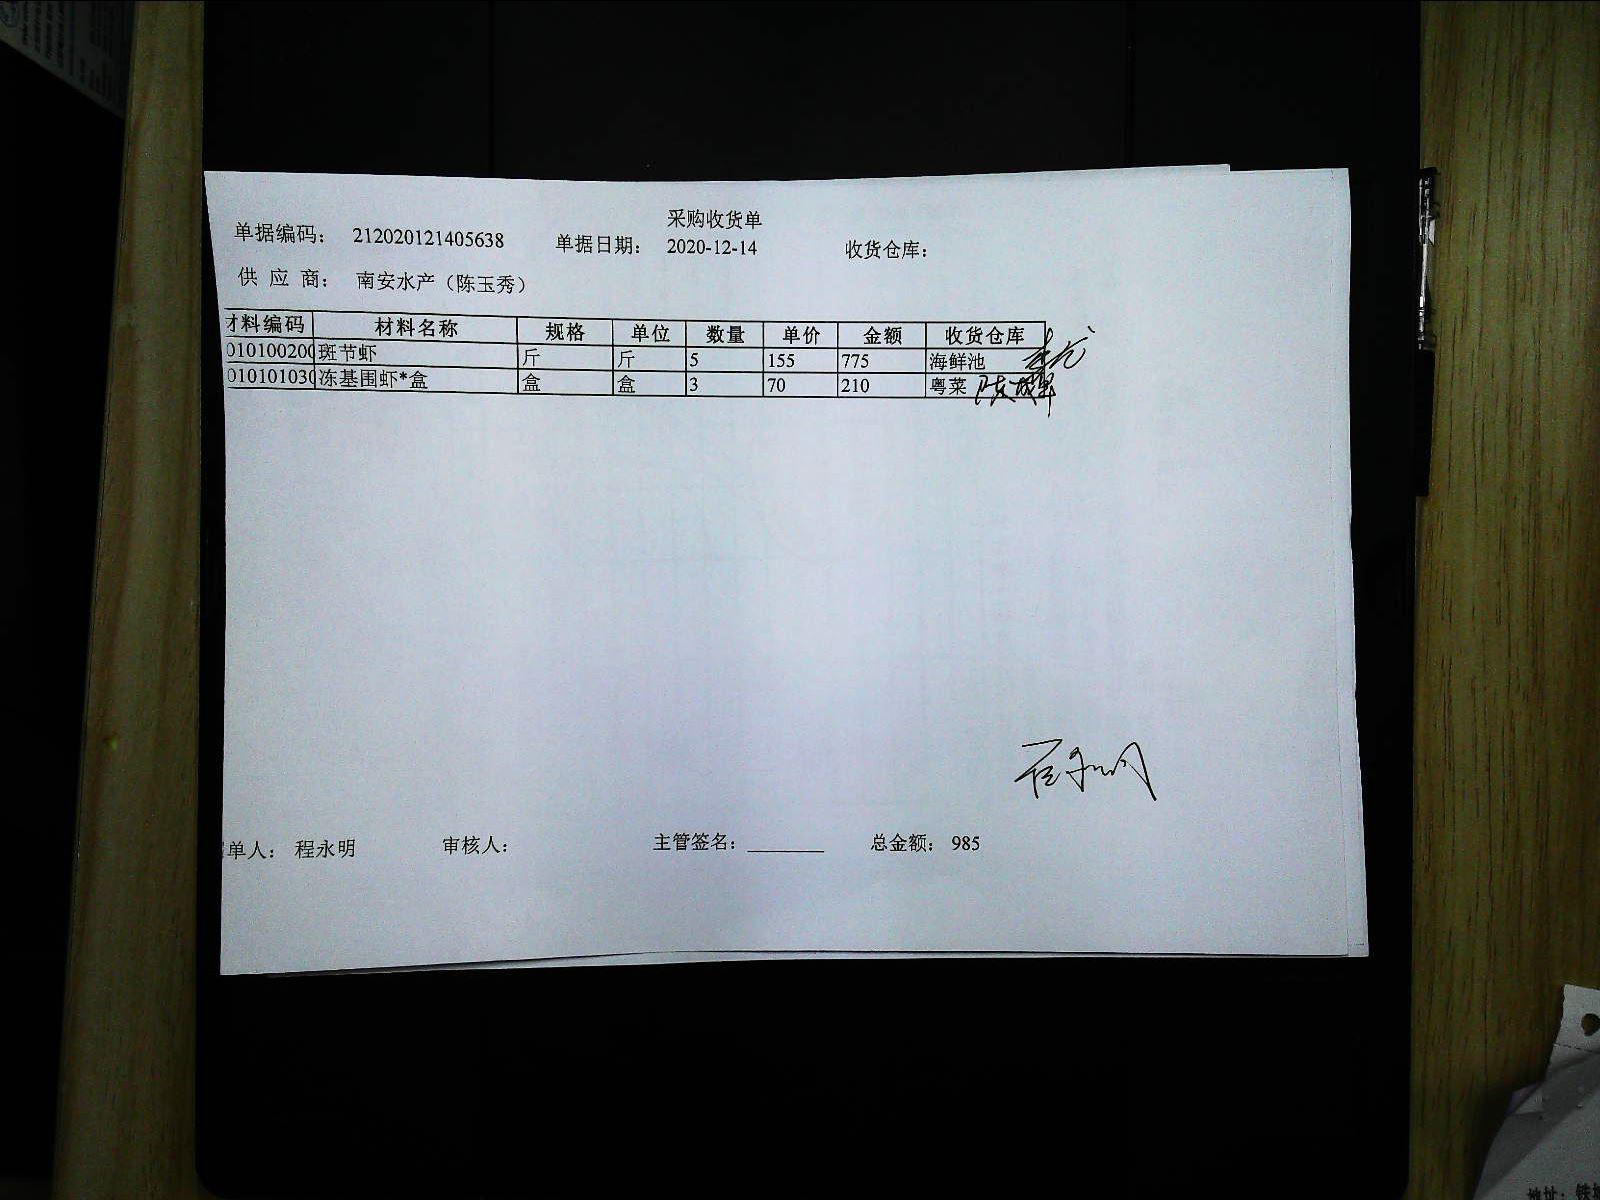 采购收货单
单据编码： 212020121405638 单据日期： 2020-12-14 收货仓库：
供 应 商： 南安水产（陈玉秀）
材料编码 材料名称 规格 单位 数量 单价 金额 收货仓库
010100200 斑节虾 斤 斤 5 155 775 海鲜池
010101030 冻基围虾*盒 盒 盒 3 70 210 粤菜
单人： 程永明 审核人： 主管签名：________ 总金额： 985